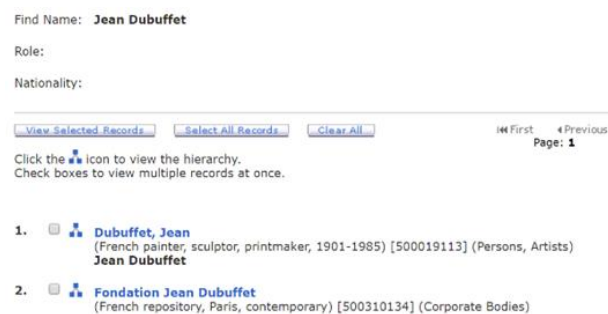 Find Name: Jean Dubuffet
Role:
Nationality:
View Selected Records Select All Records Clear All First Previous
Page: 1
Click the icon to view the hierarchy.
Check boxes to view multiple records at once.
1. Dubuffet, Jean
(French painter, sculptor, printmaker, 1901-1985) [500019113] (Persons, Artists)
Jean Dubuffet
2. Fondation Jean Dubuffet
(French repository, Paris, contemporary) [500310134] (Corporate Bodies)